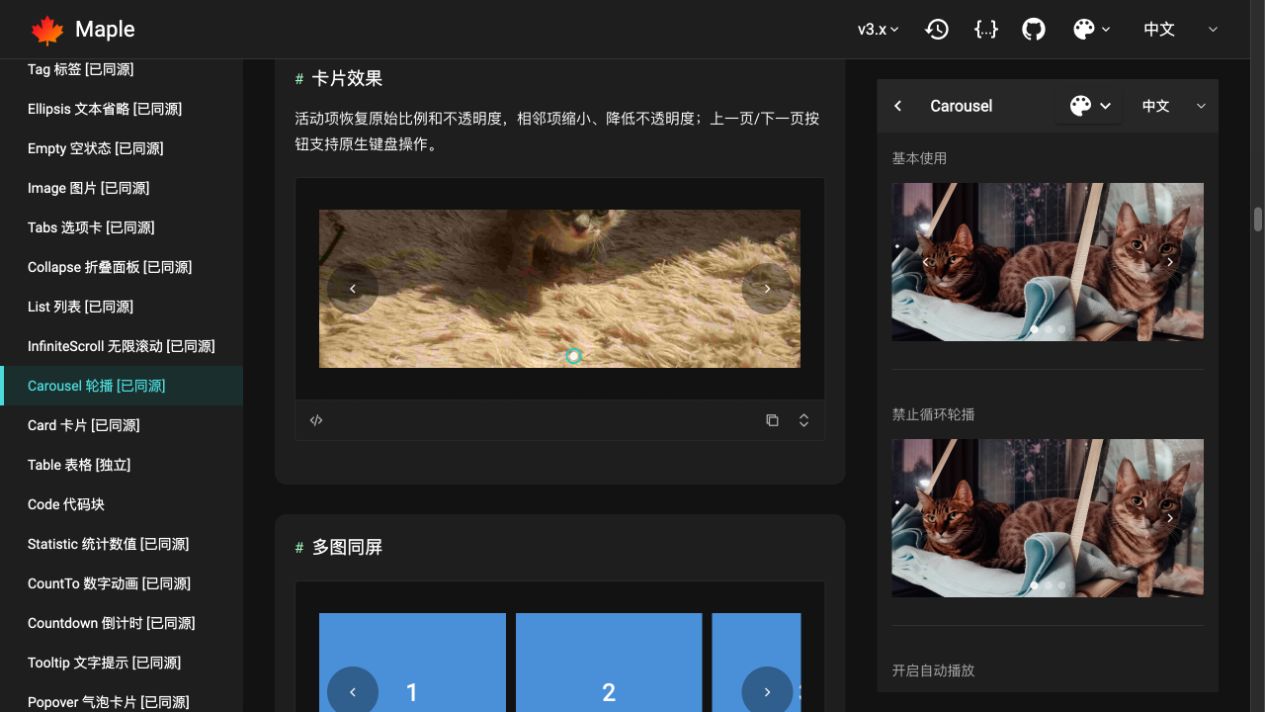 Maple
v3.x
中文
Tag 标签 [已同源]
Ellipsis 文本省略 [已同源]
Empty 空状态 [已同源]
Image 图片 [已同源]
Tabs 选项卡 [已同源]
Collapse 折叠面板 [已同源]
List 列表 [已同源]
InfiniteScroll 无限滚动 [已同源]
Carousel 轮播 [已同源]
Card 卡片 [已同源]
Table 表格 [独立]
Code 代码块
Statistic 统计数值 [已同源]
CountTo 数字动画 [已同源]
Countdown 倒计时 [已同源]
Tooltip 文字提示 [已同源]
Popover 气泡卡片 [已同源]
# 卡片效果
活动项恢复原始比例和不透明度，相邻项缩小、降低不透明度；上一页/下一页按
钮支持原生键盘操作。
# 多图同屏
1
2
Carousel
中文
基本使用
禁止循环轮播
开启自动播放